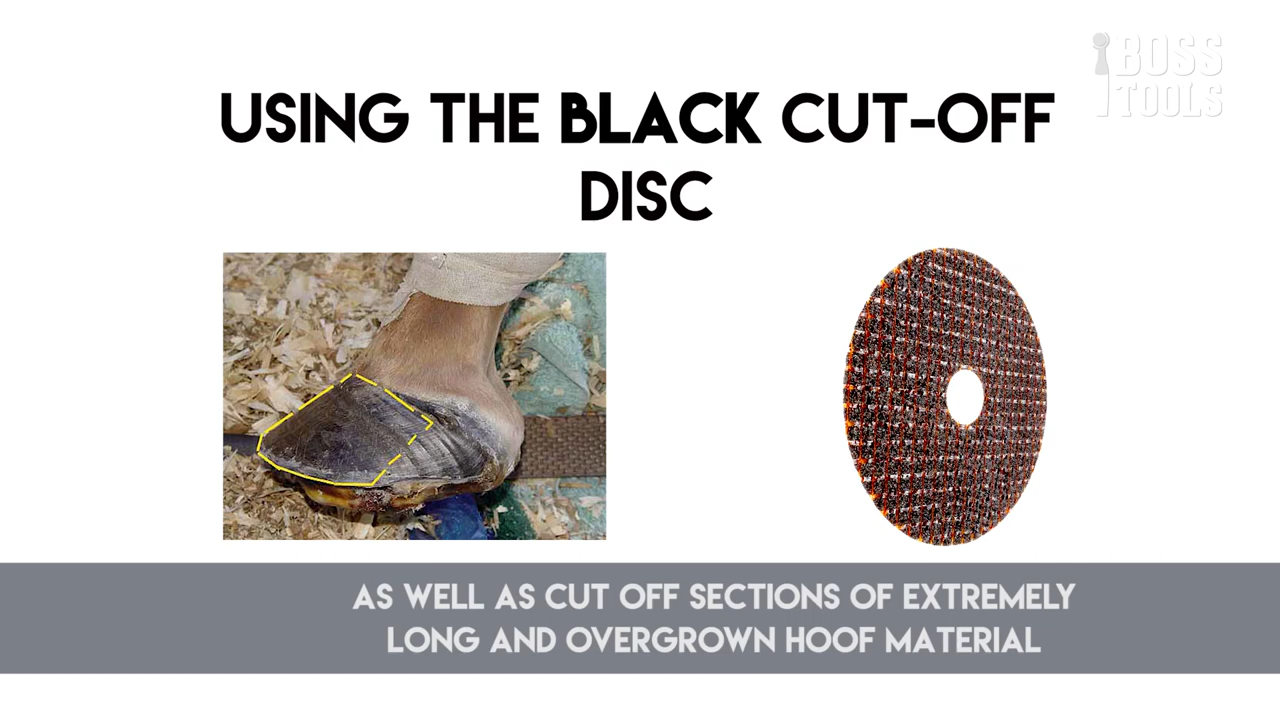 BOSS
TOOLS
USING THE BLACK CUT-OFF
DISC
AS WELL AS CUT OFF SECTIONS OF EXTREMELY
LONG AND OVERGROWN HOOF MATERIAL